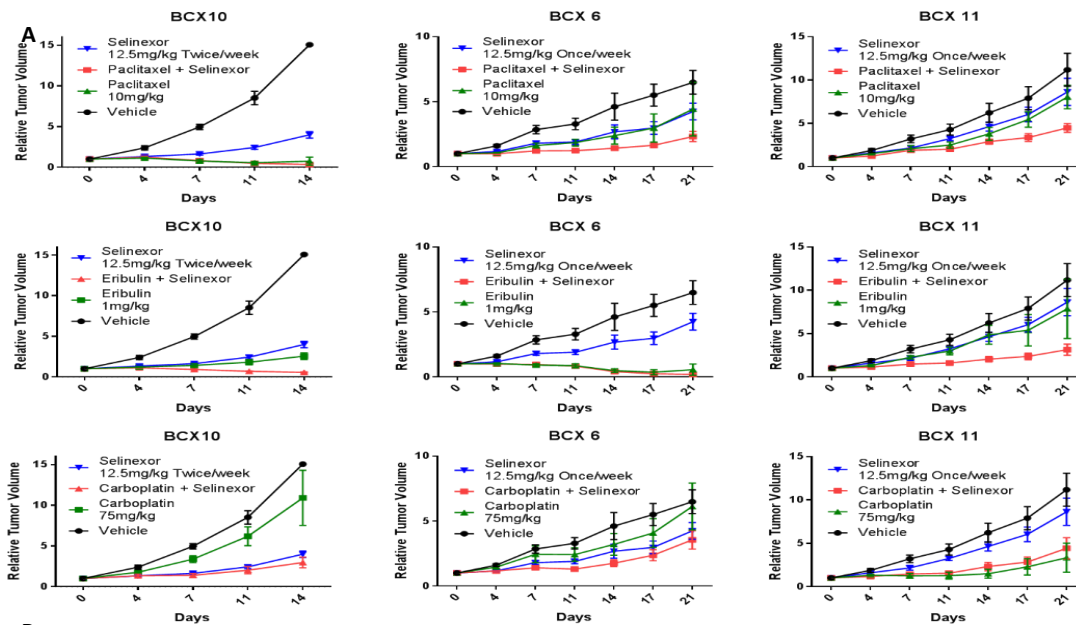 A
BCX10
Relative Tumor Volume
15
10
5
0
Selinexor
12.5mg/kg Twice/week
Paclitaxel + Selinexor
Paclitaxel
10mg/kg
Vehicle
0 4 7 11 14
Days
BCX 6
Relative Tumor Volume
10
5
0
Selinexor
12.5mg/kg Once/week
Paclitaxel + Selinexor
Paclitaxel
10mg/kg
Vehicle
0 4 7 11 14 17 21
Days
BCX 11
Relative Tumor Volume
15
10
5
0
Selinexor
12.5mg/kg Once/week
Paclitaxel + Selinexor
Paclitaxel
10mg/kg
Vehicle
0 4 7 11 14 17 21
Days
BCX10
Relative Tumor Volume
15
10
5
0
Selinexor
12.5mg/kg Twice/week
Eribulin + Selinexor
Eribulin
1mg/kg
Vehicle
0 4 7 11 14
Days
BCX 6
Relative Tumor Volume
10
5
0
Selinexor
12.5mg/kg Once/week
Eribulin + Selinexor
Eribulin
1mg/kg
Vehicle
0 4 7 11 14 17 21
Days
BCX 11
Relative Tumor Volume
15
10
5
0
Selinexor
12.5mg/kg Once/week
Eribulin + Selinexor
Eribulin
1mg/kg
Vehicle
0 4 7 11 14 17 21
Days
BCX10
Relative Tumor Volume
15
10
5
0
Selinexor
12.5mg/kg Twice/week
Carboplatin + Selinexor
Carboplatin
75mg/kg
Vehicle
0 4 7 11 14
Days
BCX 6
Relative Tumor Volume
10
5
0
Selinexor
12.5mg/kg Once/week
Carboplatin + Selinexor
Carboplatin
75mg/kg
Vehicle
0 4 7 11 14 17 21
Days
BCX 11
Relative Tumor Volume
15
10
5
0
Selinexor
12.5mg/kg Once/week
Carboplatin + Selinexor
Carboplatin
75mg/kg
Vehicle
0 4 7 11 14 17 21
Days